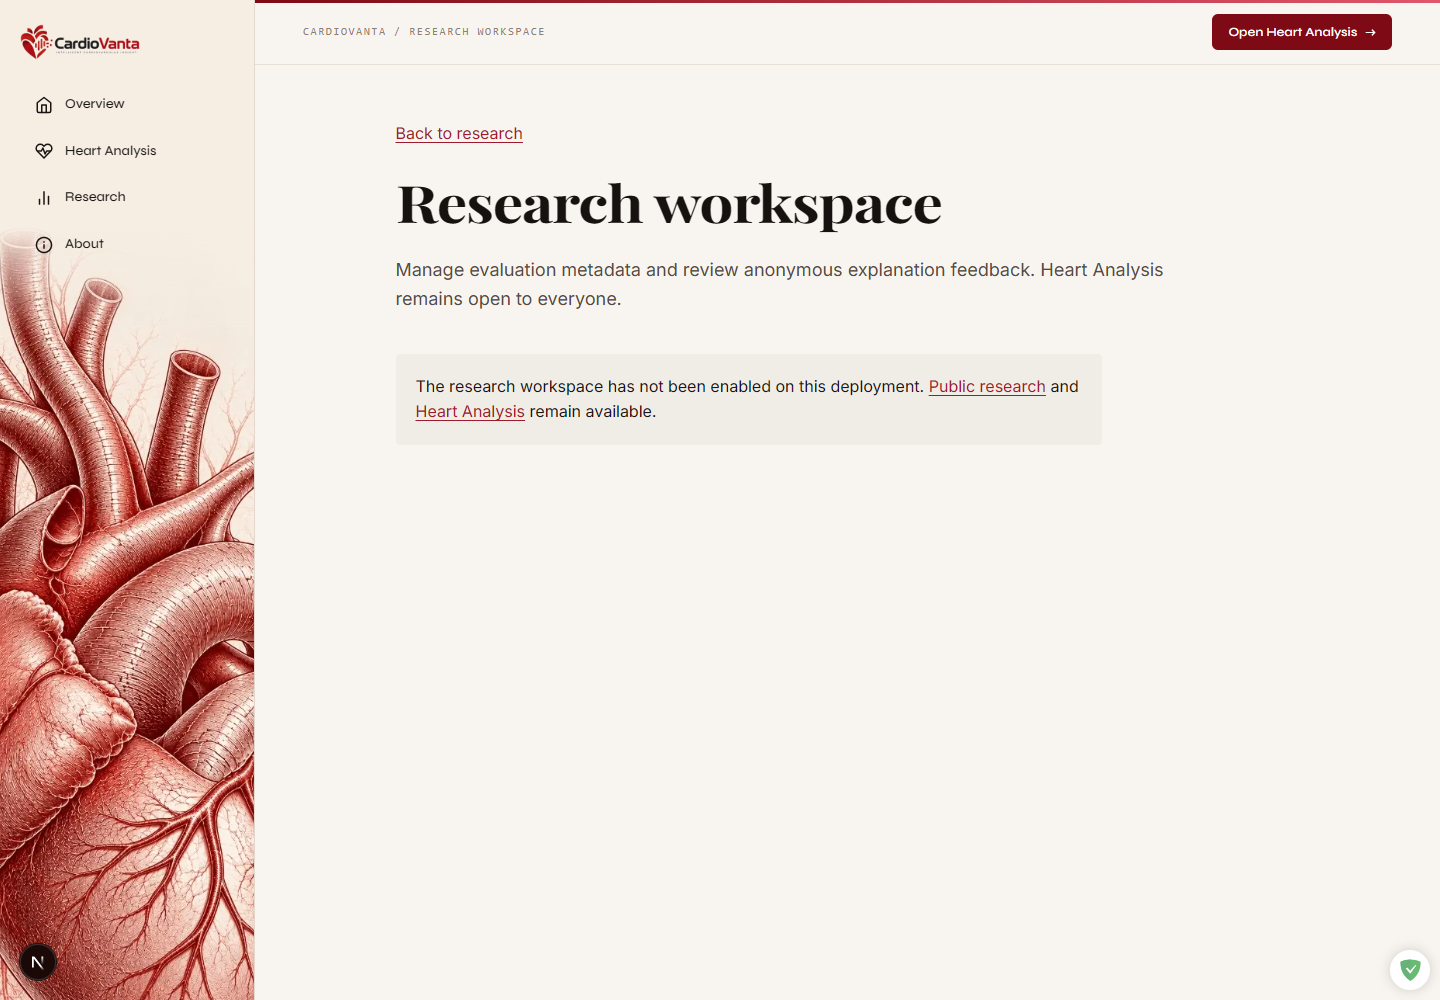 CardioVanta
Overview
Heart Analysis
Research
About
CARDIOVANTA / RESEARCH WORKSPACE
Open Heart Analysis →
Back to research
Research workspace
Manage evaluation metadata and review anonymous explanation feedback. Heart Analysis
remains open to everyone.
The research workspace has not been enabled on this deployment. Public research and
Heart Analysis remain available.
N